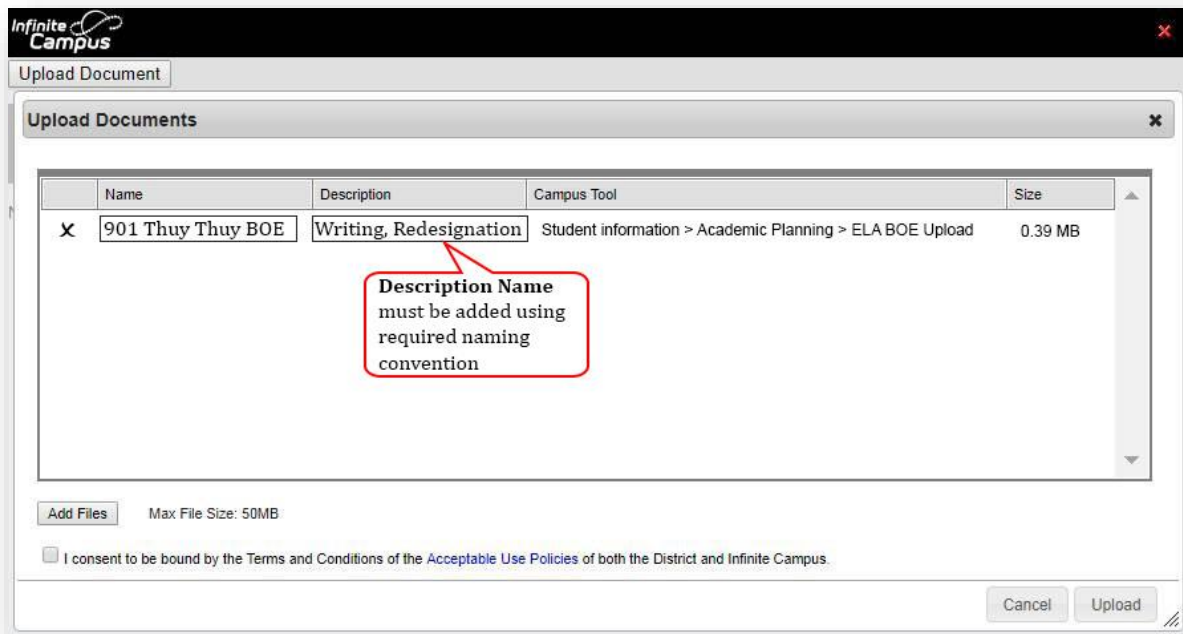 Infinite
Campus
Upload Document
Upload Documents
Name Description Campus Tool Size
901 Thuy Thuy BOE Writing, Redesignation Student information > Academic Planning > ELA BOE Upload 0.39 MB
Description Name
must be added using
required naming
convention
Add Files Max File Size: 50MB
I consent to be bound by the Terms and Conditions of the Acceptable Use Policies of both the District and Infinite Campus.
Cancel Upload